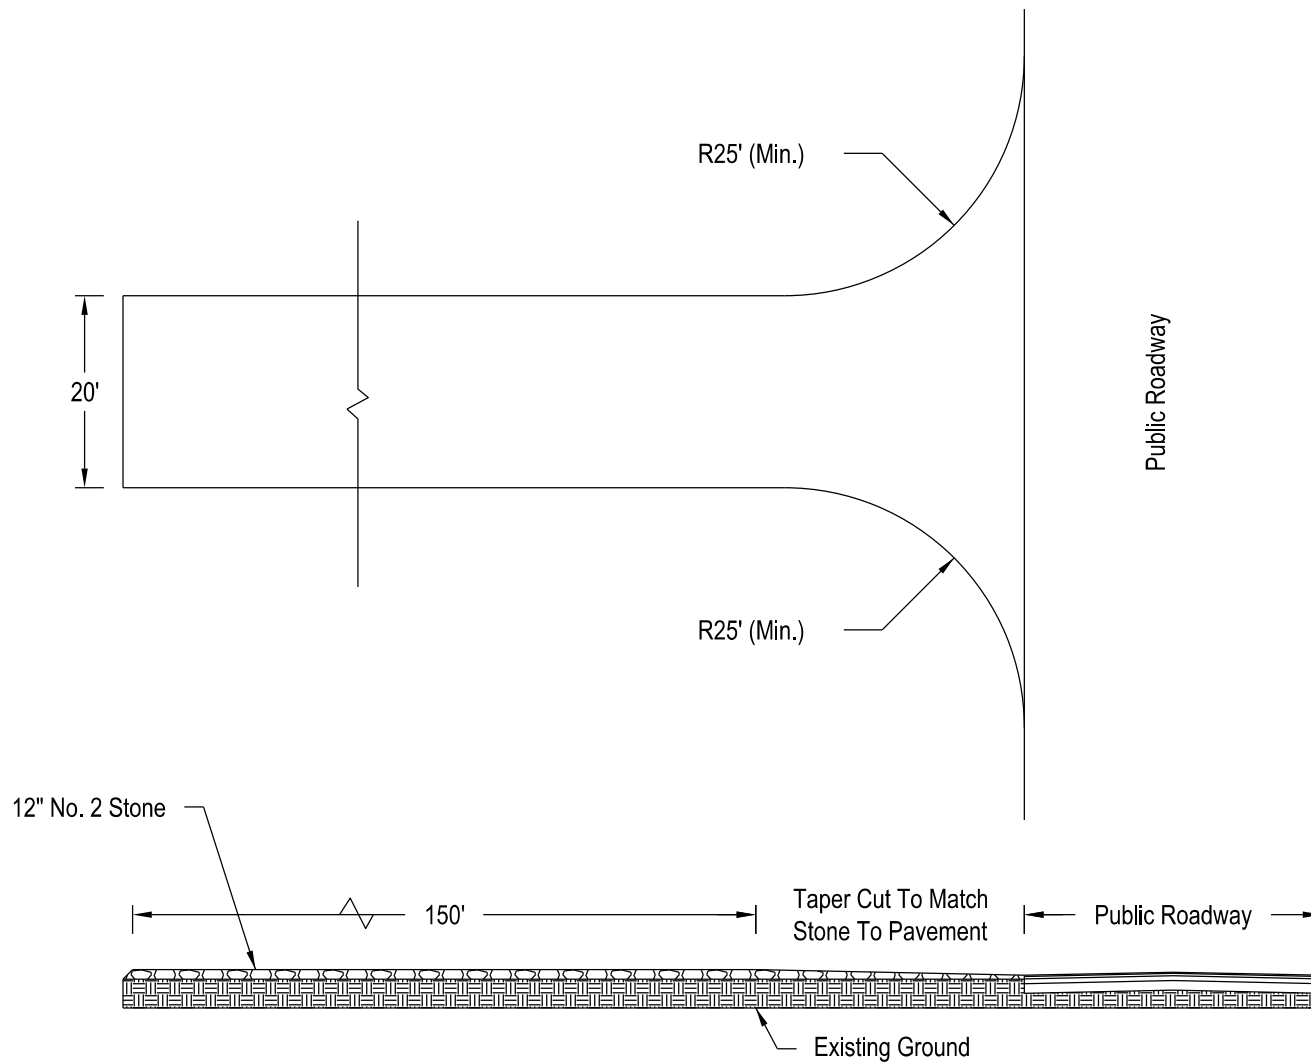 R25' (Min.)
20'
Public Roadway
R25' (Min.)
12" No. 2 Stone
150'
Taper Cut To Match
Stone To Pavement
Public Roadway
Existing Ground